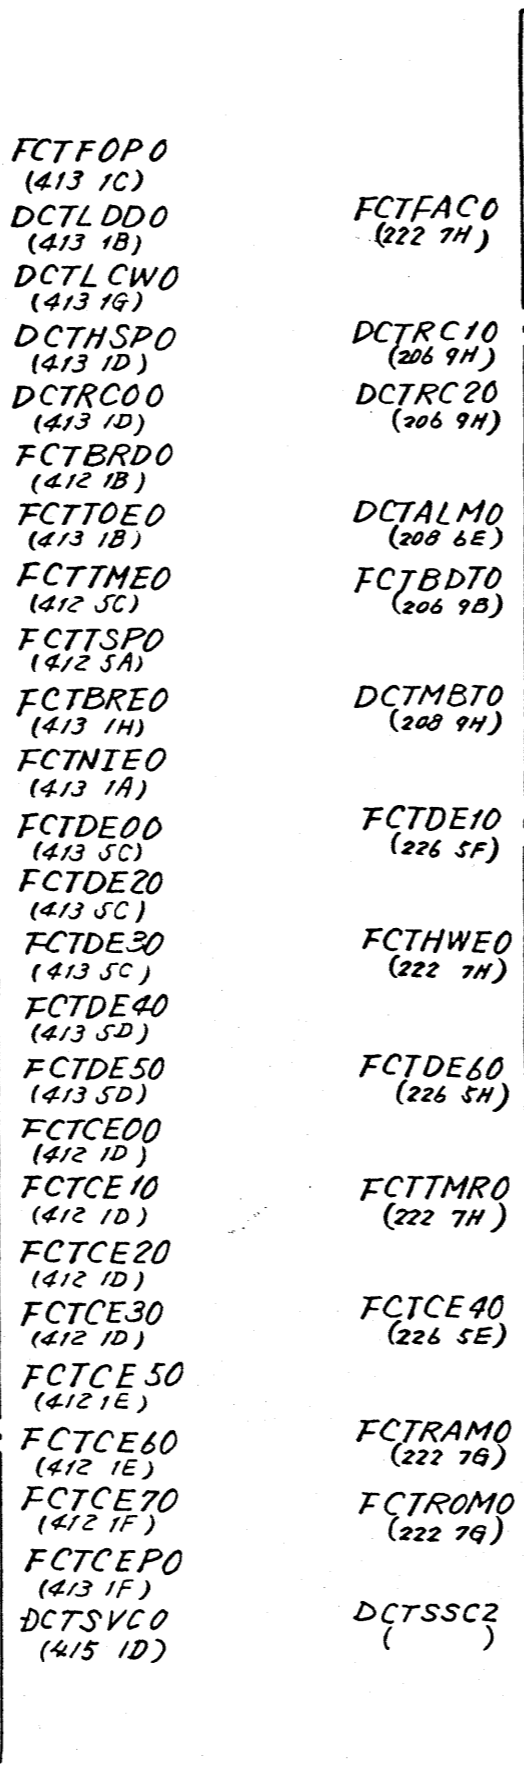 FCTFOP0
(413 1C)
DCTLDD0
(413 1B)
DCTLCW0
(413 1G)
DCTHSP0
(413 1D)
DCTRC00
(413 1D)
FCTBRD0
(412 1B)
FCTTOE0
(413 1B)
FCTTME0
(412 5C)
FCTTSP0
(412 5A)
FCTBRE0
(413 1H)
FCTNIE0
(413 1A)
FCTDE00
(413 5C)
FCTDE20
(413 5C)
FCTDE30
(413 5C)
FCTDE40
(413 5D)
FCTDE50
(413 5D)
FCTCE00
(412 1D)
FCTCE10
(412 1D)
FCTCE20
(412 1D)
FCTCE30
(412 1D)
FCTCE50
(412 1E)
FCTCE60
(412 1E)
FCTCE70
(412 1F)
FCTCEP0
(413 1F)
DCTSVC0
(415 1D)
FCTFAC0
(222 7H)
DCTRC10
(206 9H)
DCTRC20
(206 9H)
DCTALM0
(208 6E)
FCTBDT0
(206 9B)
DCTMBT0
(208 9H)
FCTDE10
(226 5F)
FCTHWE0
(222 7H)
FCTDE60
(226 5H)
FCTTMR0
(222 7H)
FCTCE40
(226 5E)
FCTRAM0
(222 7G)
FCTROM0
(222 7G)
DCTSSC2
( )